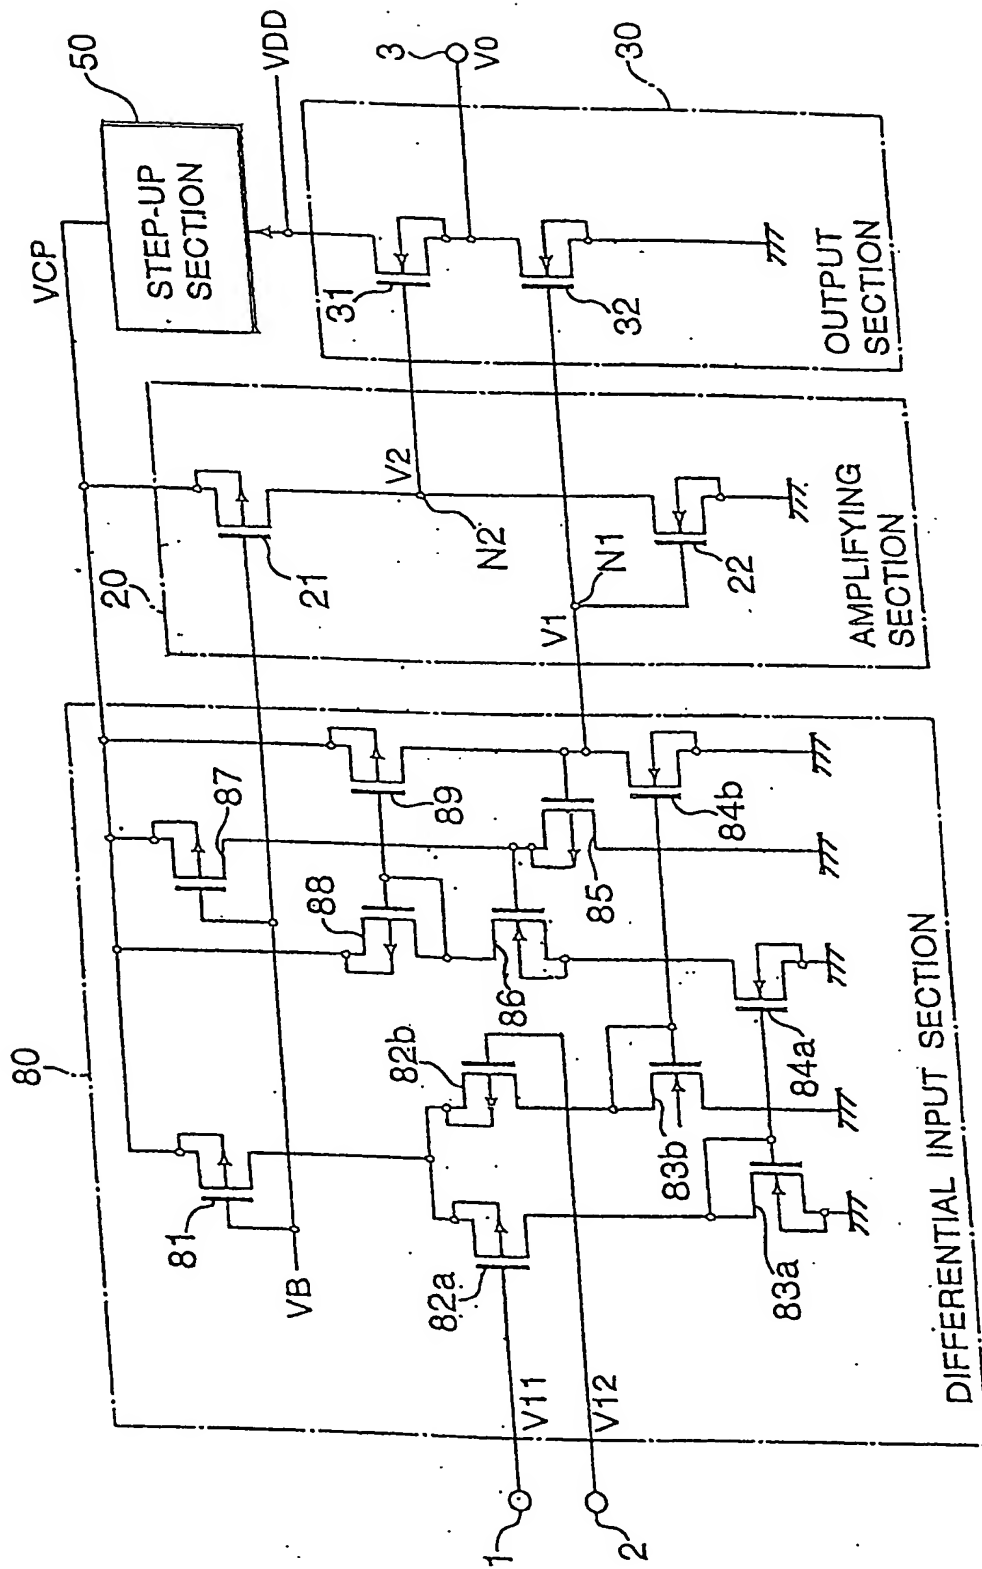 80
20
VCP
50
STEP-UP
SECTION
VDD
3
V0
30
81
VB
87
88
89
21
V2
N2
31
32
82a
82b
86
85
V1
N1
22
1
V11
2
V12
83a
83b
84a
84b
DIFFERENTIAL INPUT SECTION
AMPLIFYING
SECTION
OUTPUT
SECTION